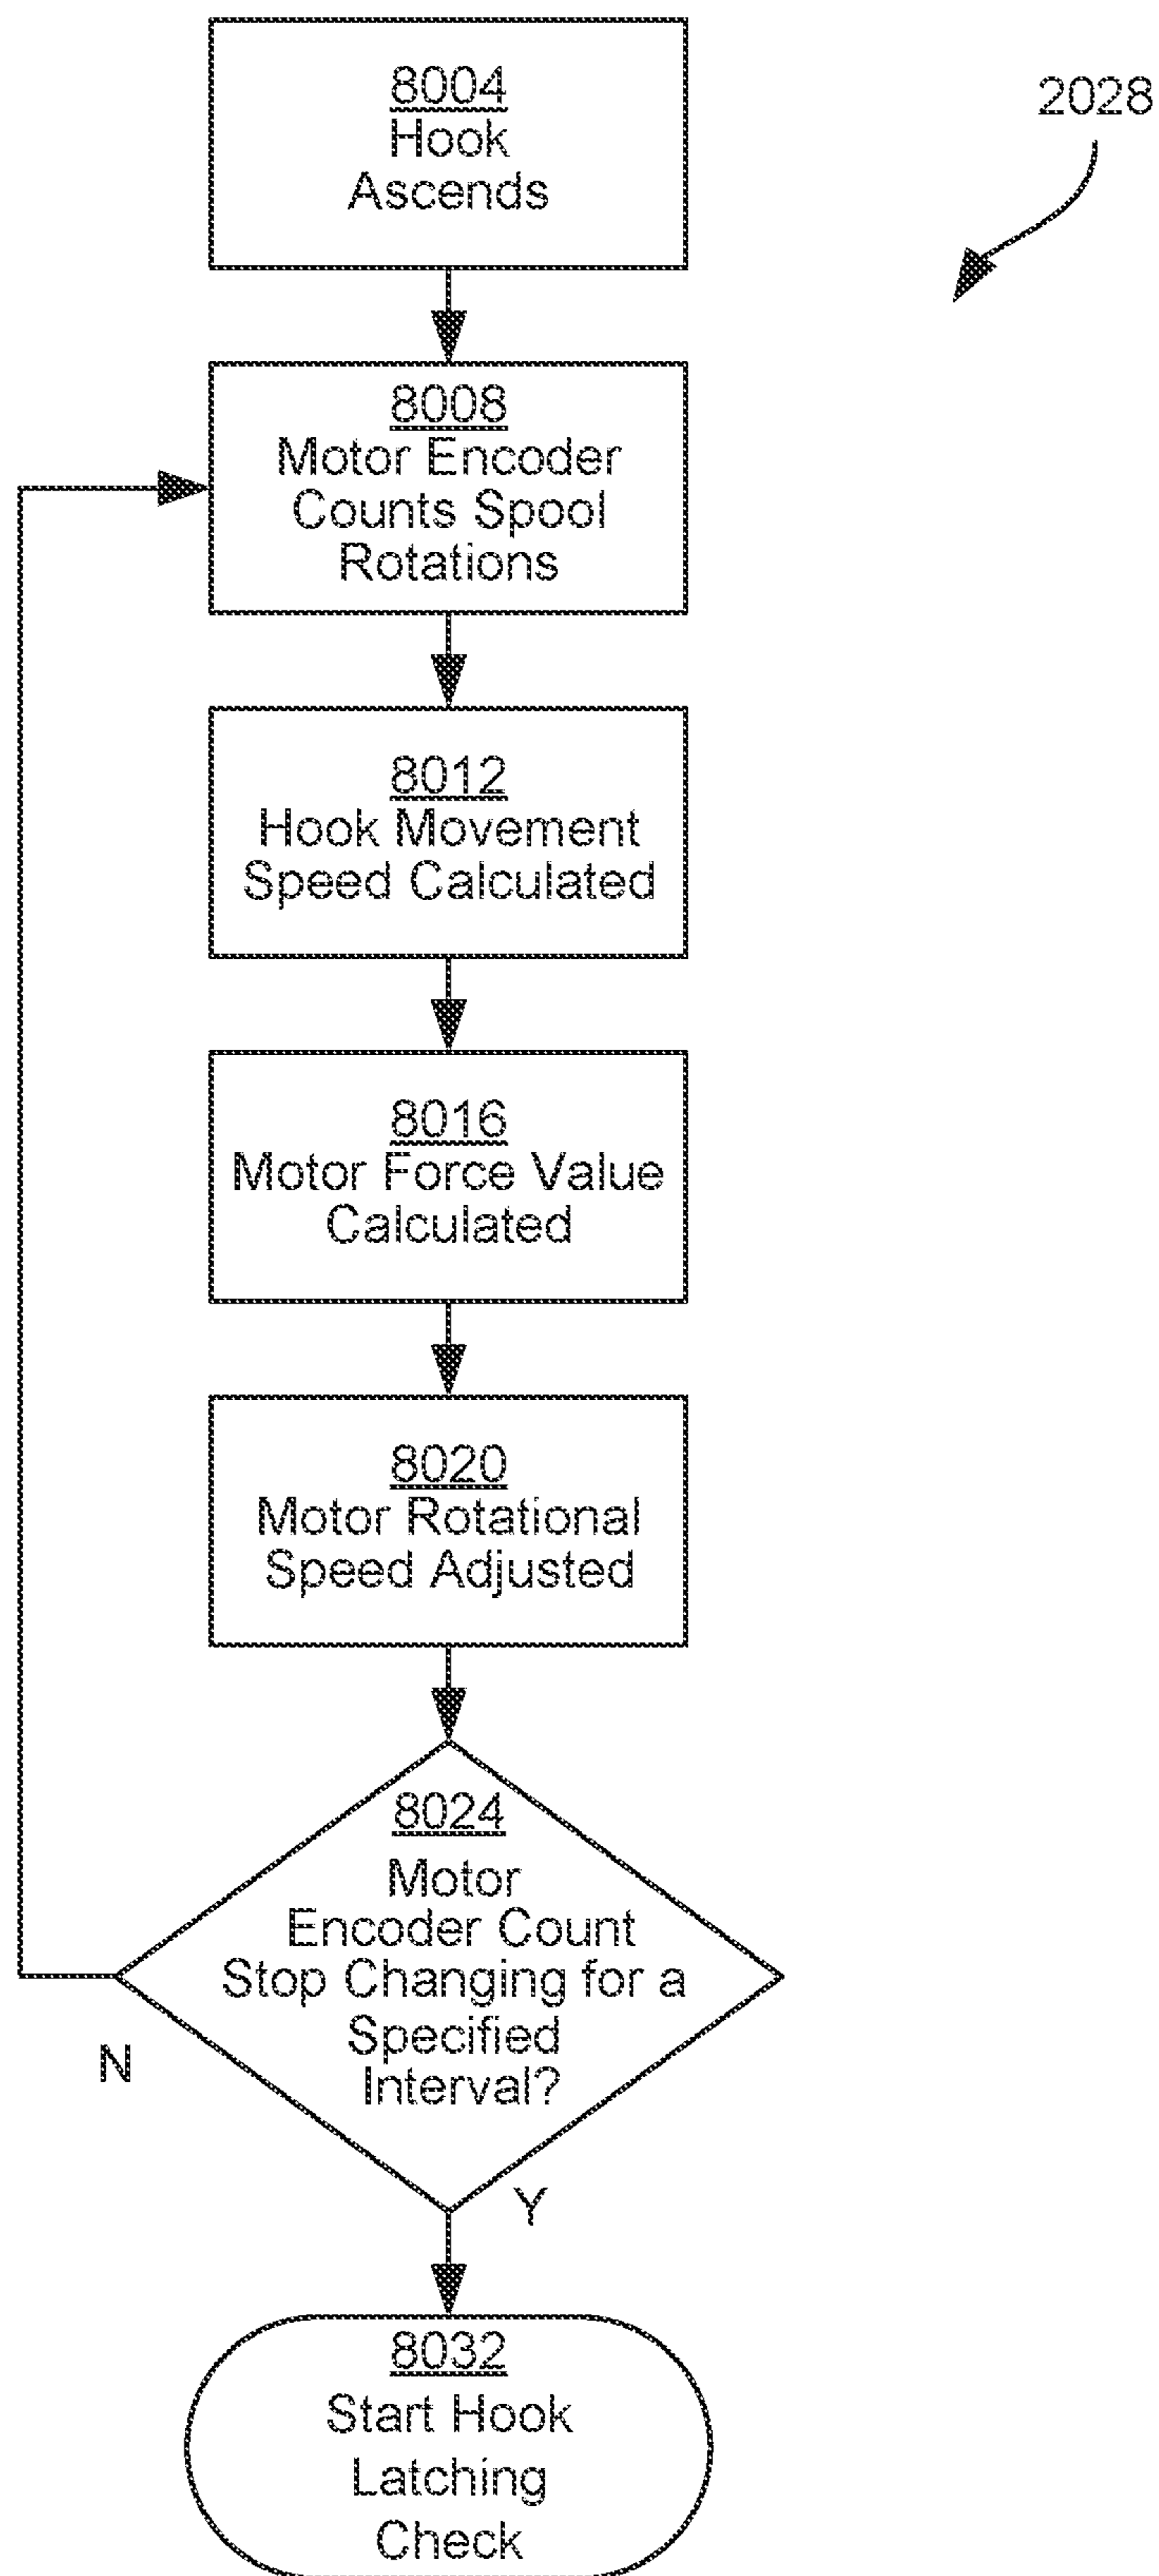 8004
Hook
Ascends
2028
8008
Motor Encoder
Counts Spool
Rotations
8012
Hook Movement
Speed Calculated
8016
Motor Force Value
Calculated
8020
Motor Rotational
Speed Adjusted
8024
Motor
Encoder Count
Stop Changing for a
Specified
Interval?
N
Y
8032
Start Hook
Latching
Check